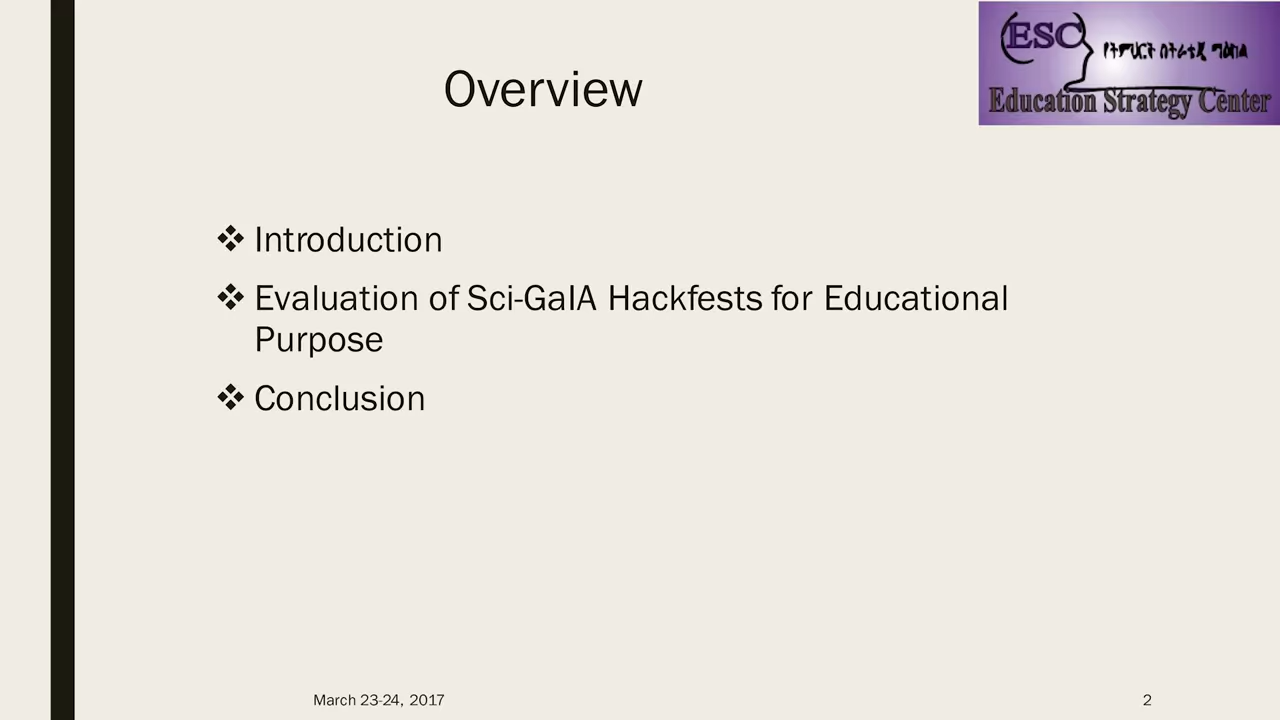 Overview
ESC
የትምህርት ስትራቴጂ ማዕከል
Education Strategy Center
❖ Introduction
❖ Evaluation of Sci-GaIA Hackfests for Educational
Purpose
❖ Conclusion
March 23-24, 2017
2